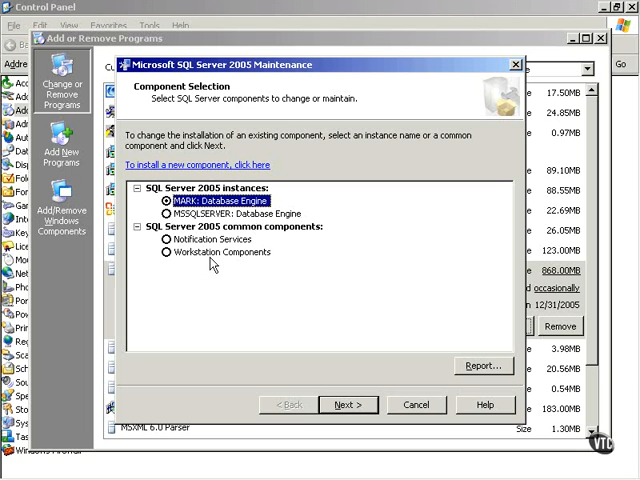 Control Panel
File Edit View Favorites Tools Help
Add or Remove Programs
Go
Change or
Remove
Programs
Add New
Programs
Add/Remove
Windows
Components
Microsoft SQL Server 2005 Maintenance
Component Selection
Select SQL Server components to change or maintain.
To change the installation of an existing component, select an instance name or a common
component and click Next.
To install a new component, click here
SQL Server 2005 instances:
MARK: Database Engine
MSSQLSERVER: Database Engine
SQL Server 2005 common components:
Notification Services
Workstation Components
Report...
< Back
Next >
Cancel
Help
17.50MB
24.85MB
0.97MB
89.10MB
88.55MB
22.69MB
26.05MB
123.00MB
868.00MB
occasionally
12/31/2005
Remove
3.98MB
20.56MB
0.54MB
183.00MB
MSXML 6.0 Parser
Size 1.30MB
VTC